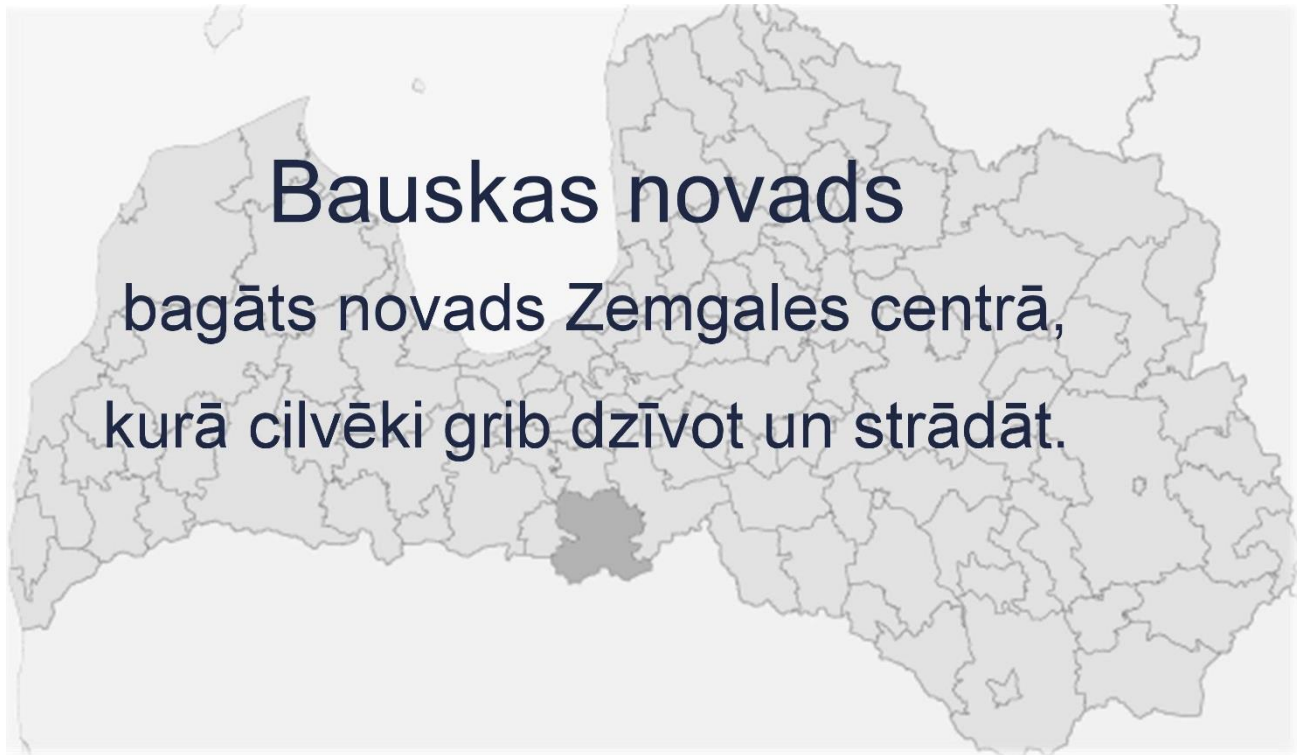 Bauskas novads
bagāts novads Zemgales centrā,
kurā cilvēki grib dzīvot un strādāt.